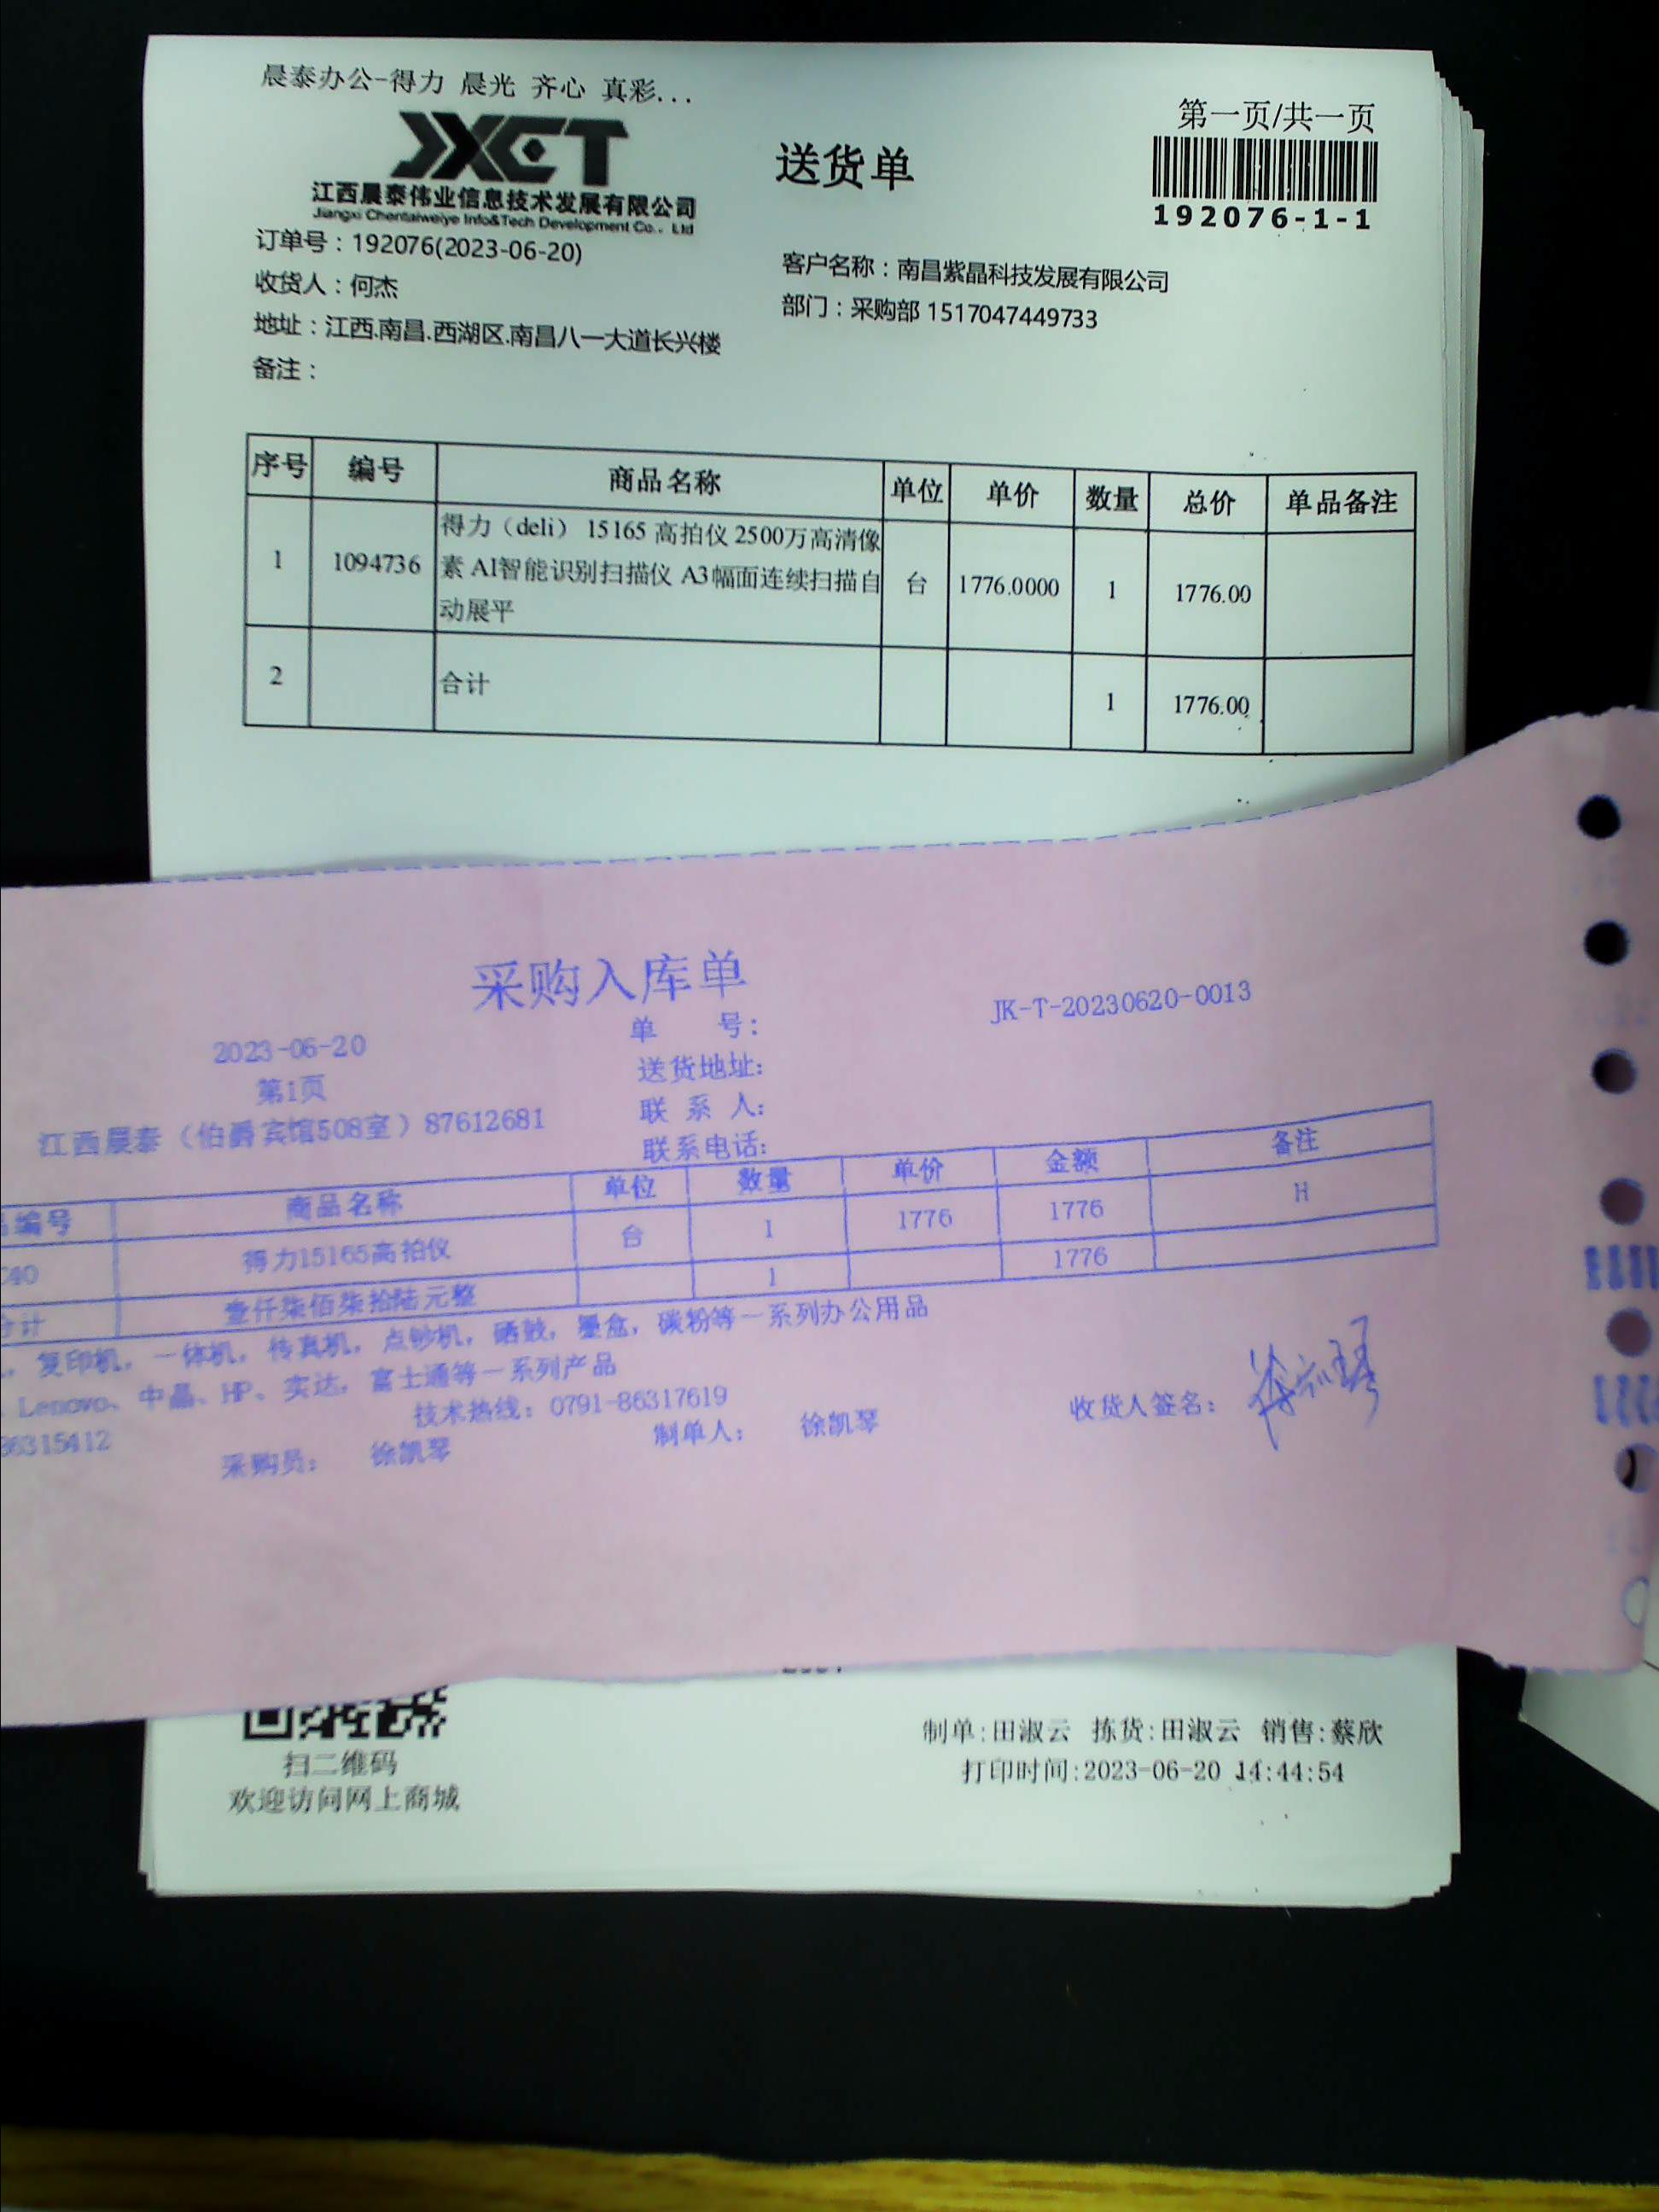 晨泰办公-得力 晨光 齐心 真彩...
第一页/共一页
JXCT
送货单
江西晨泰伟业信息技术发展有限公司
Jiangxi Chentaiweiye Info&Tech Development Co., Ltd
192076-1-1
订单号：192076(2023-06-20)
客户名称：南昌紫晶科技发展有限公司
收货人：何杰
部门：采购部 1517047449733
地址：江西.南昌.西湖区.南昌八一大道长兴楼
备注：
序号 编号 商品名称 单位 单价 数量 总价 单品备注
1 1094736 得力（deli） 15165 高拍仪 2500万高清像
素 AI智能识别扫描仪 A3幅面连续扫描自 台 1776.0000 1 1776.00
动展平
2 合计 1 1776.00
采购入库单
单 号： JK-T-20230620-0013
2023-06-20
送货地址：
第1页
联 系 人：
江西晨泰（伯爵宾馆508室）87612681
联系电话：
编号 商品名称 单位 数量 单价 金额 备注
40 得力15165高拍仪 台 1 1776 1776 H
合计 壹仟柒佰柒拾陆元整 1 1776
，复印机，一体机，传真机，点钞机，硒鼓，墨盒，碳粉等一系列办公用品
Lenovo、中晶、HP、实达，富士通等一系列产品
86315412 技术热线：0791-86317619
采购员： 徐凯琴 制单人： 徐凯琴 收货人签名： 徐凯琴
扫二维码
欢迎访问网上商城
制单:田淑云 拣货:田淑云 销售:蔡欣
打印时间:2023-06-20 14:44:54